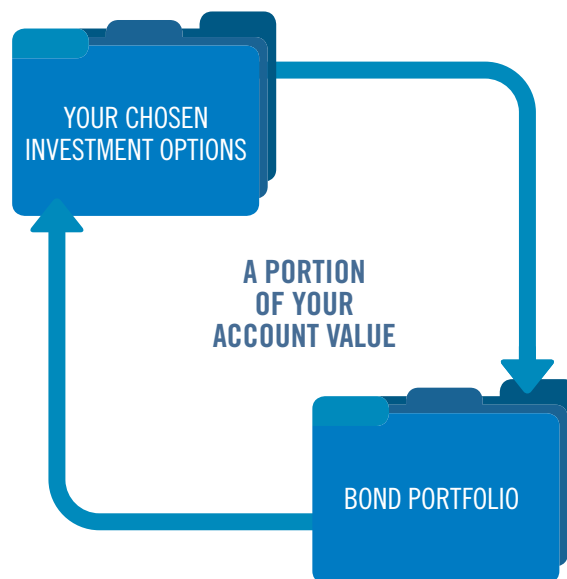 YOUR CHOSEN
INVESTMENT OPTIONS
A PORTION
OF YOUR
ACCOUNT VALUE
BOND PORTFOLIO